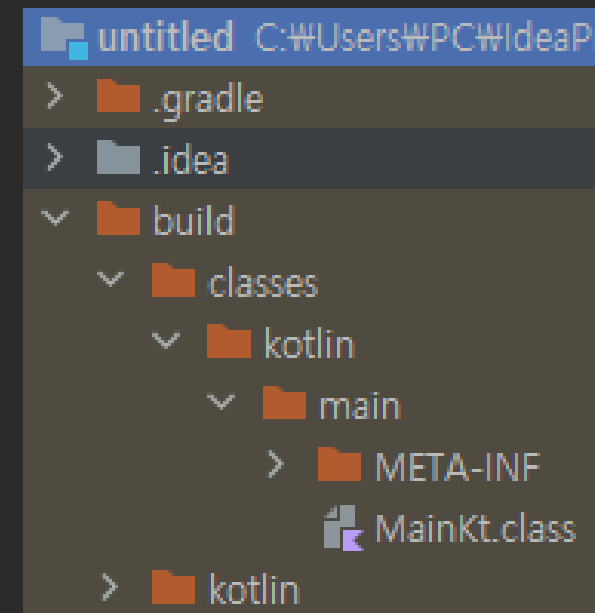 untitled C:₩Users₩PC₩IdeaP
.gradle
.idea
build
classes
kotlin
main
META-INF
MainKt.class
kotlin